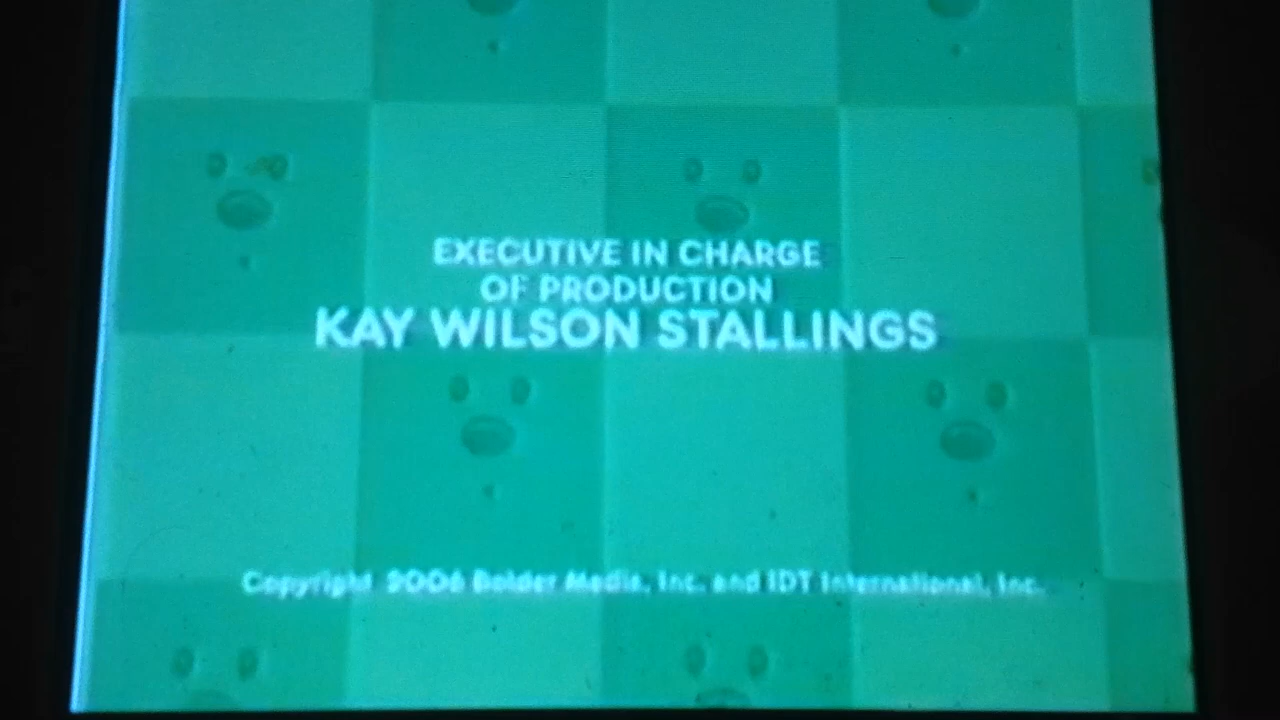 EXECUTIVE IN CHARGE
OF PRODUCTION
KAY WILSON STALLINGS
Copyright 2006 Bolder Media, Inc. and IDT International, Inc.